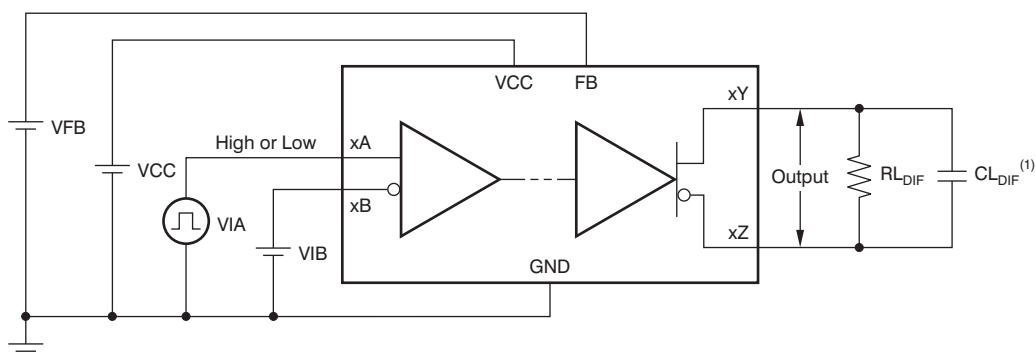 VCC FB
xY
VFB
High or Low xA
VCC
Output RL_DIF CL_DIF^(1)
xB
VIA
VIB
xZ
GND